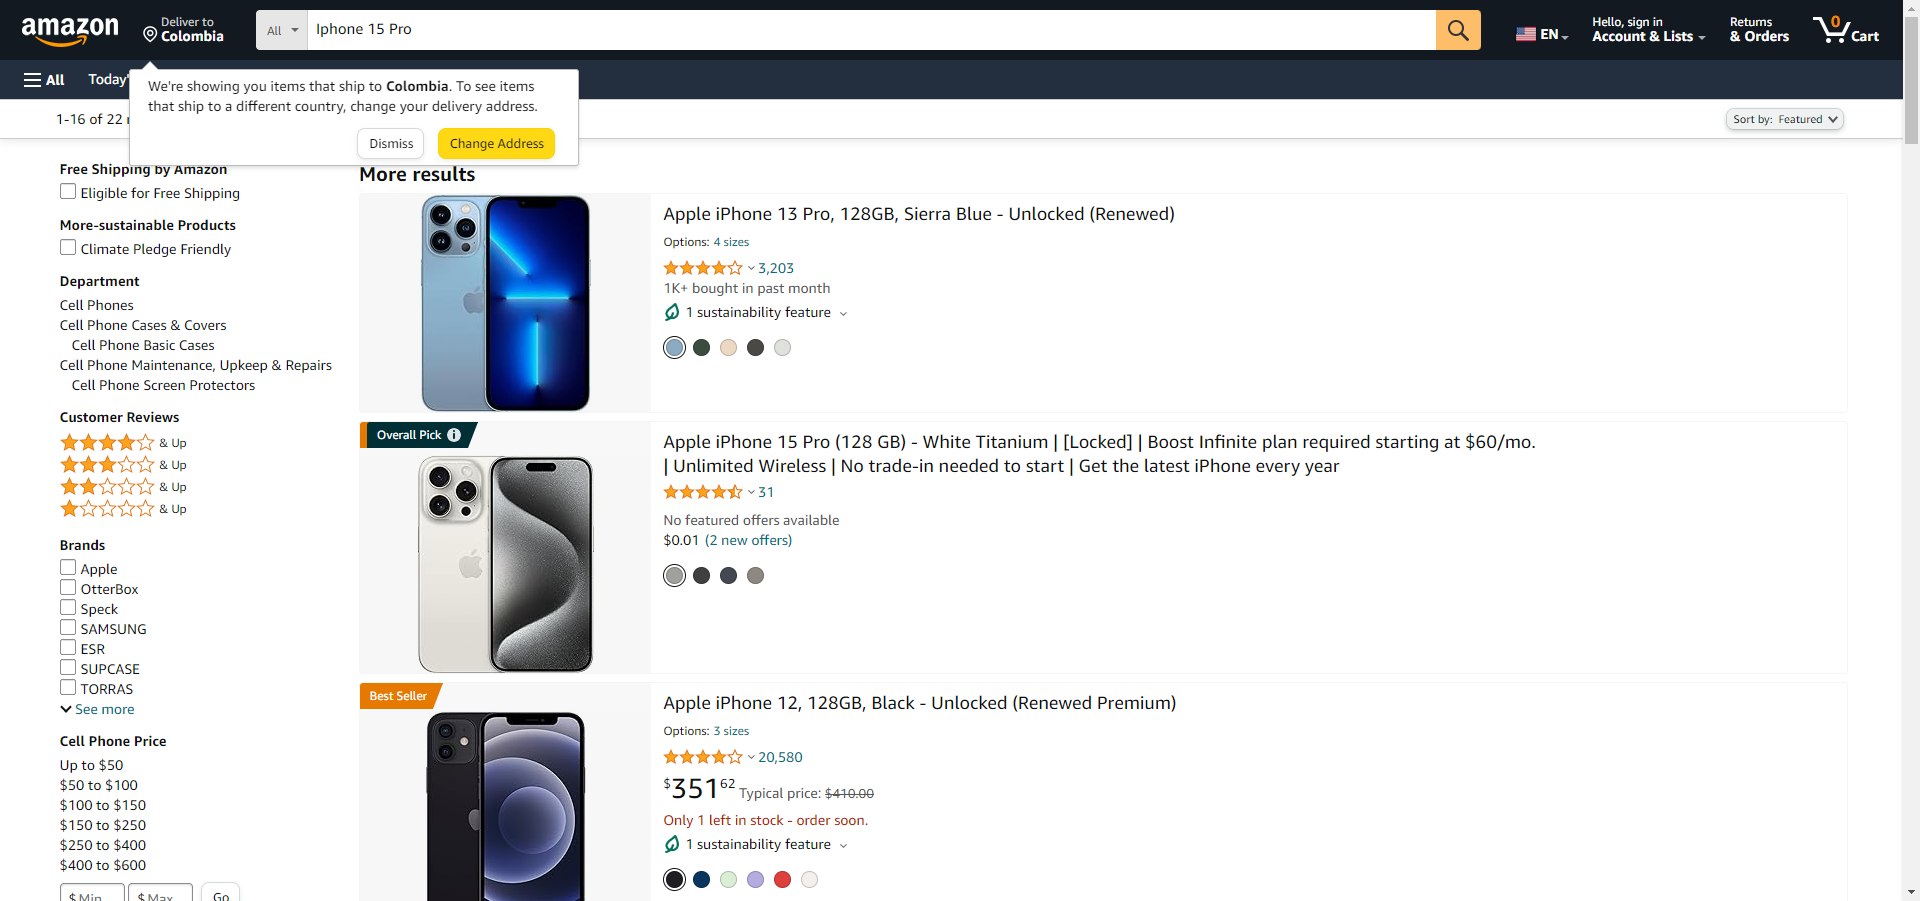 amazon
Deliver to
Colombia
All
Iphone 15 Pro
EN
Hello, sign in
Account & Lists
Returns
& Orders
0
Cart
All
Today'
We're showing you items that ship to Colombia. To see items
that ship to a different country, change your delivery address.
Dismiss
Change Address
1-16 of 22
Sort by: Featured
Free Shipping by Amazon
Eligible for Free Shipping
More-sustainable Products
Climate Pledge Friendly
Department
Cell Phones
Cell Phone Cases & Covers
Cell Phone Basic Cases
Cell Phone Maintenance, Upkeep & Repairs
Cell Phone Screen Protectors
Customer Reviews
& Up
& Up
& Up
& Up
Brands
Apple
OtterBox
Speck
SAMSUNG
ESR
SUPCASE
TORRAS
See more
Cell Phone Price
Up to $50
$50 to $100
$100 to $150
$150 to $250
$250 to $400
$400 to $600
$ Min
$ Max
Go
More results
Apple iPhone 13 Pro, 128GB, Sierra Blue - Unlocked (Renewed)
Options: 4 sizes
3,203
1K+ bought in past month
1 sustainability feature
Overall Pick
Apple iPhone 15 Pro (128 GB) - White Titanium | [Locked] | Boost Infinite plan required starting at $60/mo.
| Unlimited Wireless | No trade-in needed to start | Get the latest iPhone every year
31
No featured offers available
$0.01 (2 new offers)
Best Seller
Apple iPhone 12, 128GB, Black - Unlocked (Renewed Premium)
Options: 3 sizes
20,580
$351 62 Typical price: $410.00
Only 1 left in stock - order soon.
1 sustainability feature